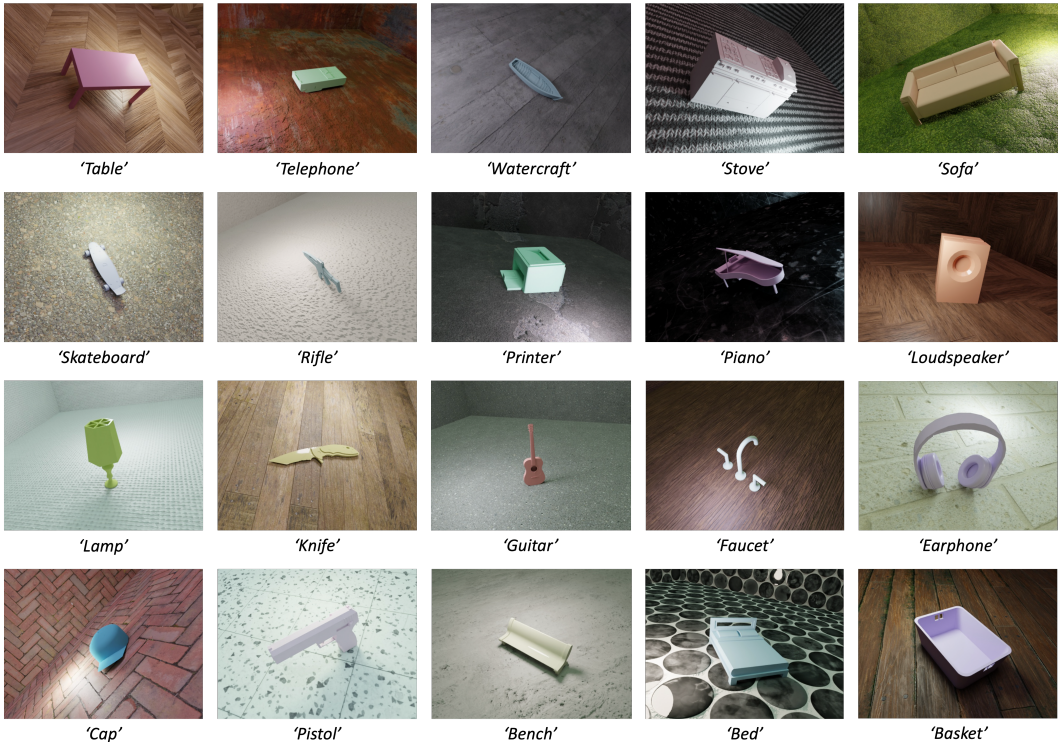 ‘Table’
‘Telephone’
‘Watercraft’
‘Stove’
‘Sofa’
‘Skateboard’
‘Rifle’
‘Printer’
‘Piano’
‘Loudspeaker’
‘Lamp’
‘Knife’
‘Guitar’
‘Faucet’
‘Earphone’
‘Cap’
‘Pistol’
‘Bench’
‘Bed’
‘Basket’